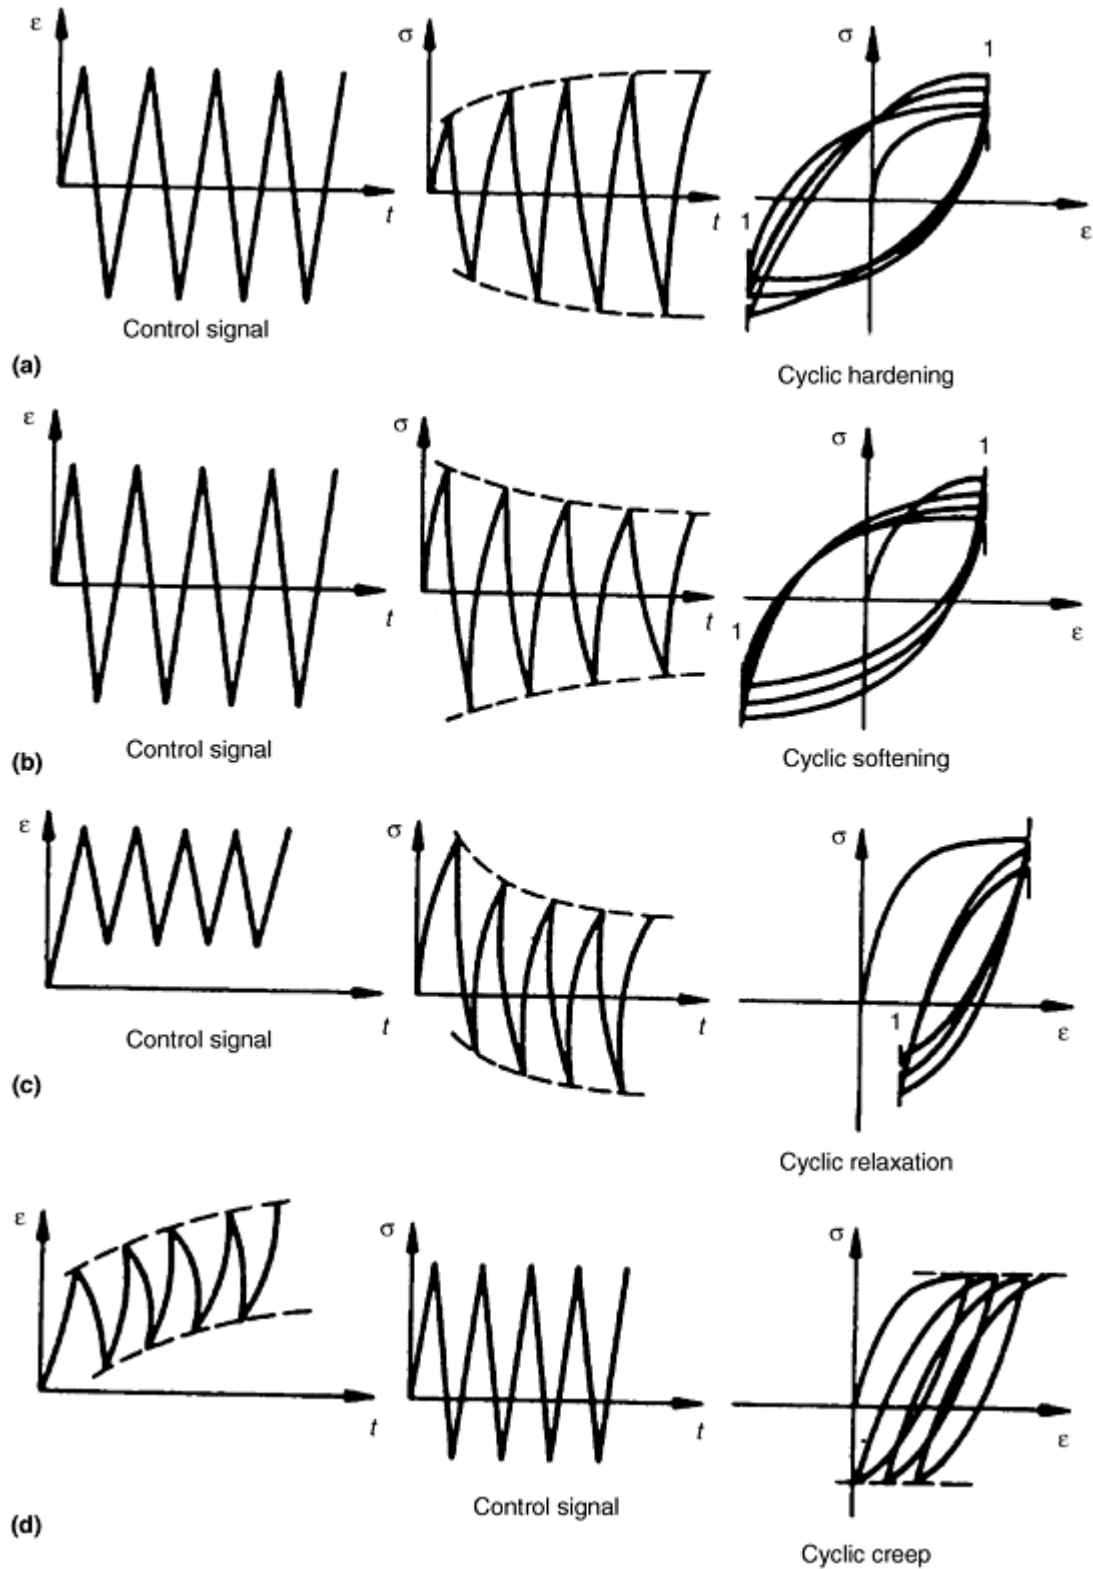 ε
σ
σ
1
t
t
1
ε
Control signal
Cyclic hardening
(a)
ε
σ
σ
1
t
t
1
ε
Control signal
Cyclic softening
(b)
ε
σ
σ
t
t
1
ε
Control signal
(c)
Cyclic relaxation
ε
σ
σ
t
t
ε
Control signal
(d)
Cyclic creep